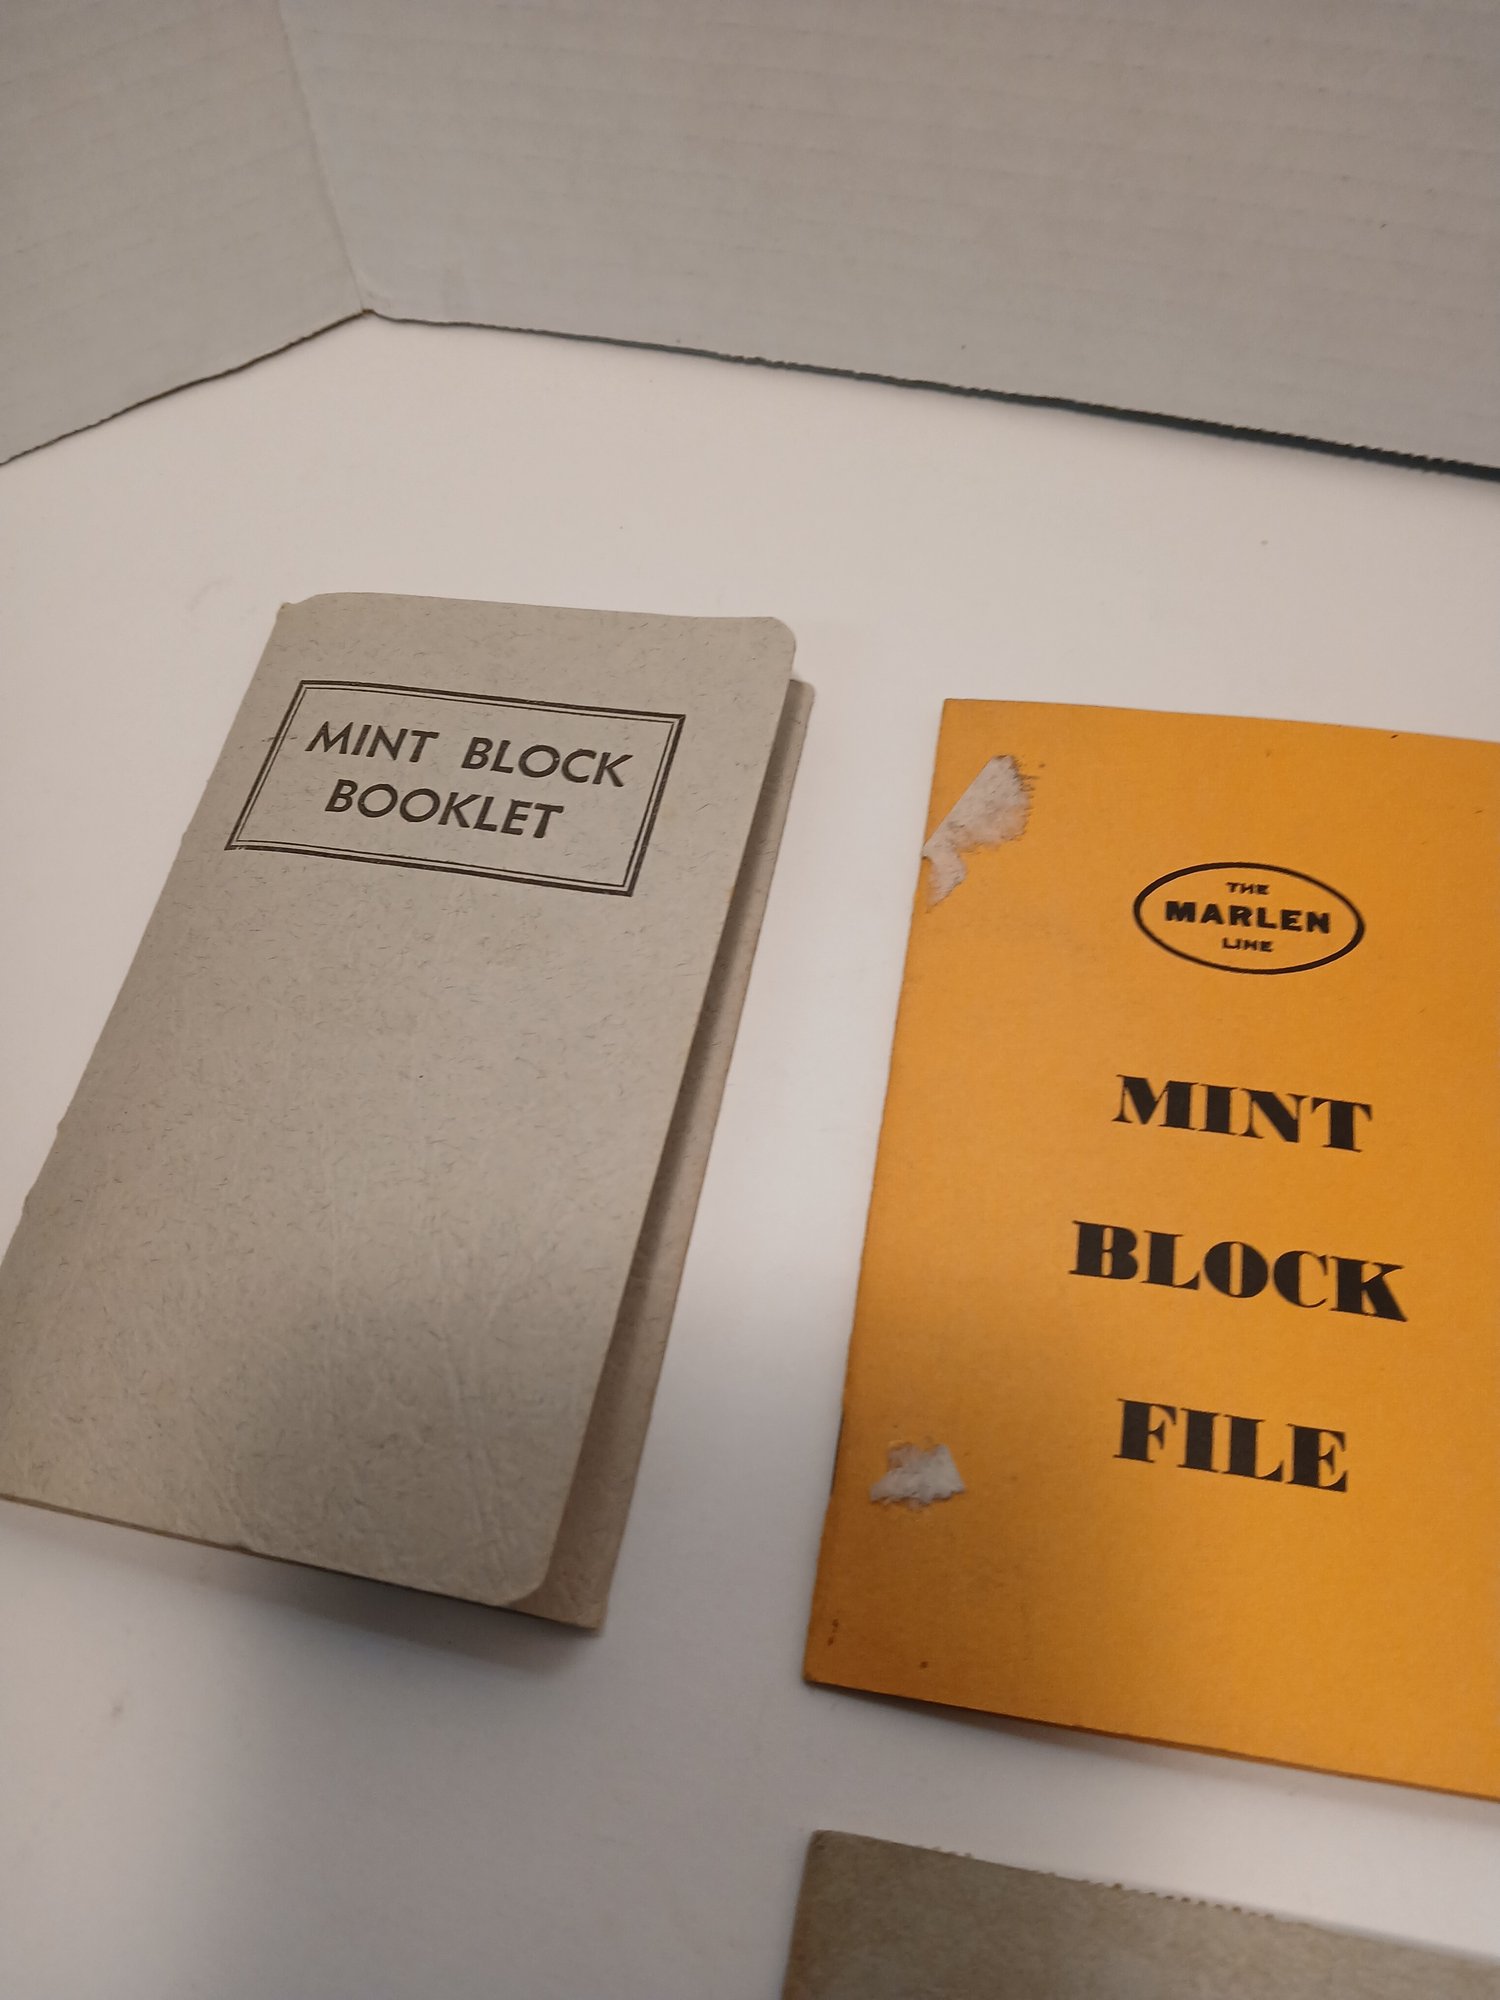 MINT BLOCK
BOOKLET
THE
MARLEN
LINE
MINT
BLOCK
FILE